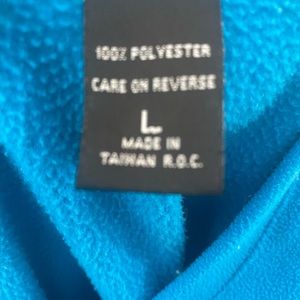 100% POLYESTER
CARE ON REVERSE
L
MADE IN
TAIWAN R.O.C.